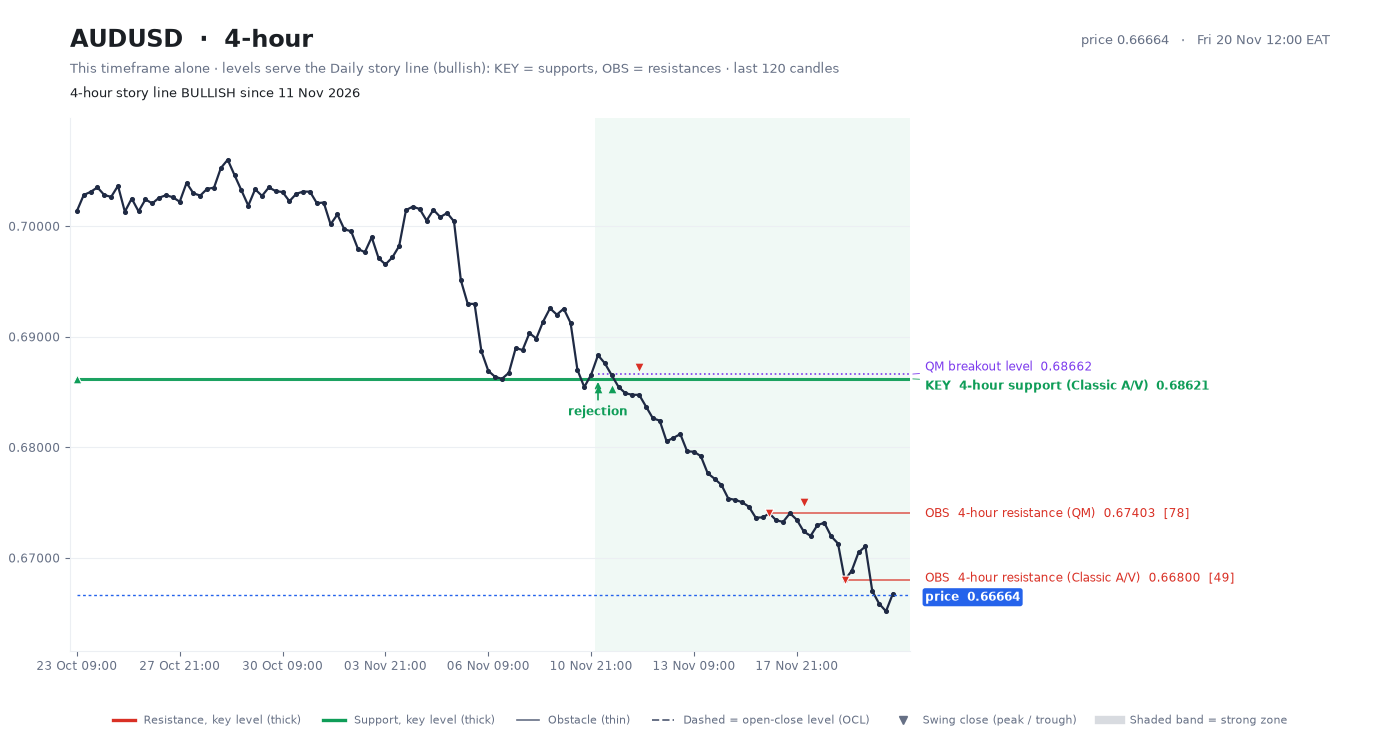 AUDUSD · 4-hour
price 0.66664 · Fri 20 Nov 12:00 EAT
This timeframe alone · levels serve the Daily story line (bullish): KEY = supports, OBS = resistances · last 120 candles
4-hour story line BULLISH since 11 Nov 2026
0.70000
0.69000
0.68000
0.67000
QM breakout level 0.68662
KEY 4-hour support (Classic A/V) 0.68621
rejection
OBS 4-hour resistance (QM) 0.67403 [78]
OBS 4-hour resistance (Classic A/V) 0.66800 [49]
price 0.66664
23 Oct 09:00
27 Oct 21:00
30 Oct 09:00
03 Nov 21:00
06 Nov 09:00
10 Nov 21:00
13 Nov 09:00
17 Nov 21:00
Resistance, key level (thick)
Support, key level (thick)
Obstacle (thin)
Dashed = open-close level (OCL)
Swing close (peak / trough)
Shaded band = strong zone